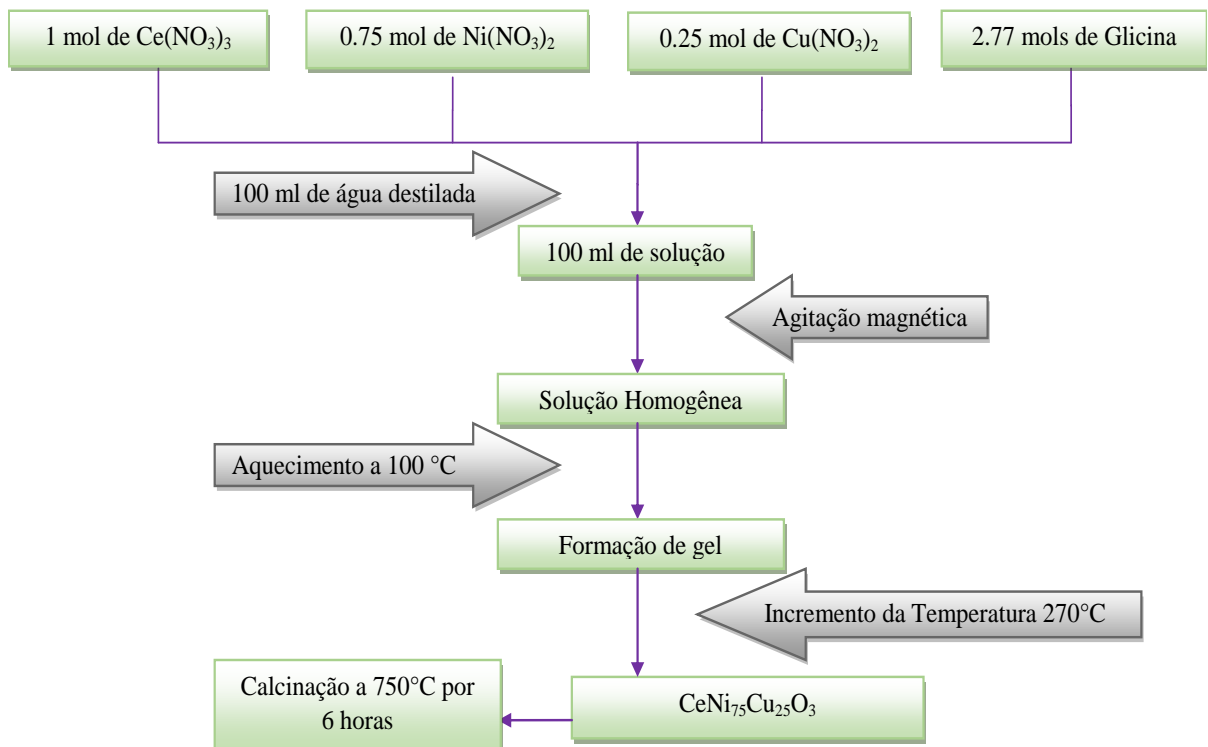 1 mol de Ce(NO₃)₃
0.75 mol de Ni(NO₃)₂
0.25 mol de Cu(NO₃)₂
2.77 mols de Glicina
100 ml de água destilada
100 ml de solução
Agitação magnética
Solução Homogênea
Aquecimento a 100 °C
Formação de gel
Incremento da Temperatura 270°C
Calcinação a 750°C por
6 horas
CeNi₇₅Cu₂₅O₃